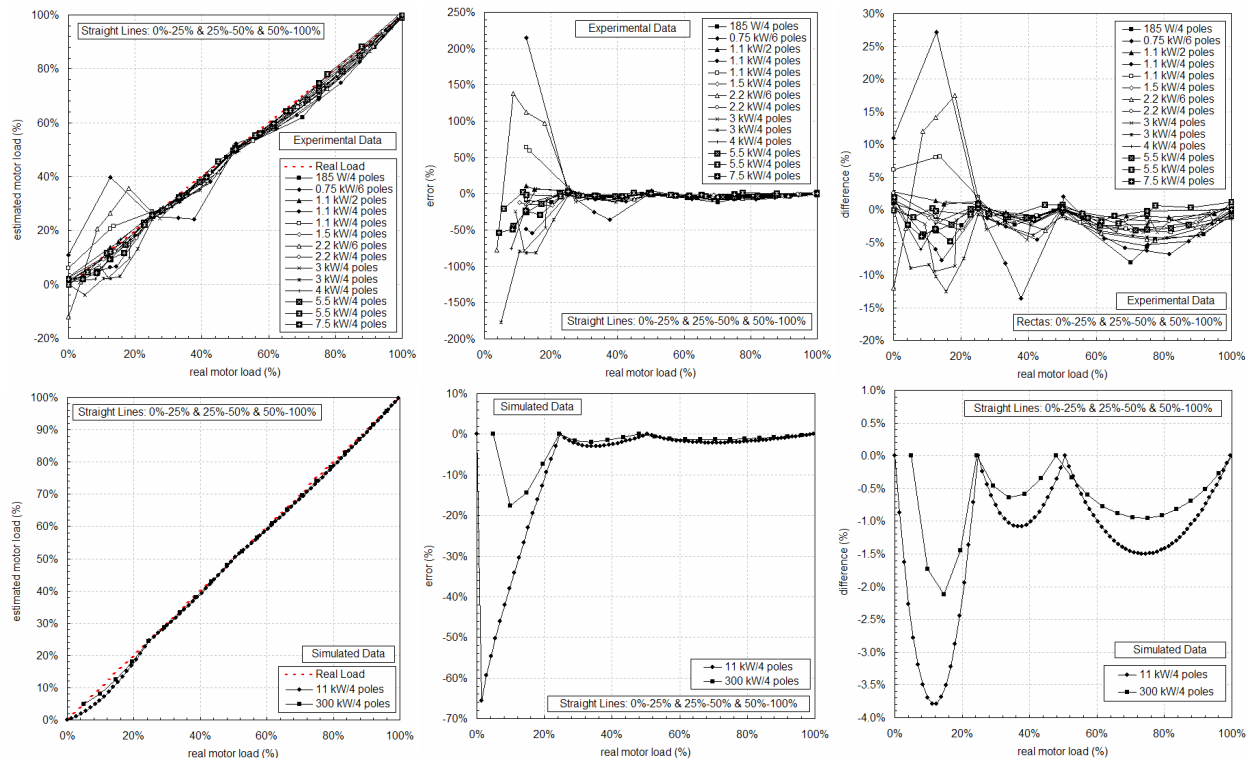 Straight Lines: 0%-25% & 25%-50% & 50%-100%
100%
80%
60%
40%
20%
0%
-20%
estimated motor load (%)
Experimental Data
Real Load
185 W/4 poles
0.75 kW/6 poles
1.1 kW/2 poles
1.1 kW/4 poles
1.1 kW/4 poles
1.5 kW/4 poles
2.2 kW/6 poles
2.2 kW/4 poles
3 kW/4 poles
3 kW/4 poles
4 kW/4 poles
5.5 kW/4 poles
5.5 kW/4 poles
7.5 kW/4 poles
0% 20% 40% 60% 80% 100%
real motor load (%)
250%
200%
150%
100%
50%
0%
-50%
-100%
-150%
-200%
error (%)
Experimental Data
185 W/4 poles
0.75 kW/6 poles
1.1 kW/2 poles
1.1 kW/4 poles
1.1 kW/4 poles
1.5 kW/4 poles
2.2 kW/6 poles
2.2 kW/4 poles
3 kW/4 poles
3 kW/4 poles
4 kW/4 poles
5.5 kW/4 poles
5.5 kW/4 poles
7.5 kW/4 poles
Straight Lines: 0%-25% & 25%-50% & 50%-100%
0% 20% 40% 60% 80% 100%
real motor load (%)
30%
25%
20%
15%
10%
5%
0%
-5%
-10%
-15%
-20%
difference (%)
185 W/4 poles
0.75 kW/6 poles
1.1 kW/2 poles
1.1 kW/4 poles
1.1 kW/4 poles
1.5 kW/4 poles
2.2 kW/6 poles
2.2 kW/4 poles
3 kW/4 poles
3 kW/4 poles
4 kW/4 poles
5.5 kW/4 poles
5.5 kW/4 poles
7.5 kW/4 poles
Experimental Data
Rectas: 0%-25% & 25%-50% & 50%-100%
0% 20% 40% 60% 80% 100%
real motor load (%)
Straight Lines: 0%-25% & 25%-50% & 50%-100%
100%
90%
80%
70%
60%
50%
40%
30%
20%
10%
0%
estimated motor load (%)
Simulated Data
Real Load
11 kW/4 poles
300 kW/4 poles
0% 20% 40% 60% 80% 100%
real motor load (%)
10%
0%
-10%
-20%
-30%
-40%
-50%
-60%
-70%
error (%)
Simulated Data
11 kW/4 poles
300 kW/4 poles
Straight Lines: 0%-25% & 25%-50% & 50%-100%
0% 20% 40% 60% 80% 100%
real motor load (%)
1.0%
0.5%
0.0%
-0.5%
-1.0%
-1.5%
-2.0%
-2.5%
-3.0%
-3.5%
-4.0%
difference (%)
Straight Lines: 0%-25% & 25%-50% & 50%-100%
Simulated Data
11 kW/4 poles
300 kW/4 poles
0% 20% 40% 60% 80% 100%
real motor load (%)